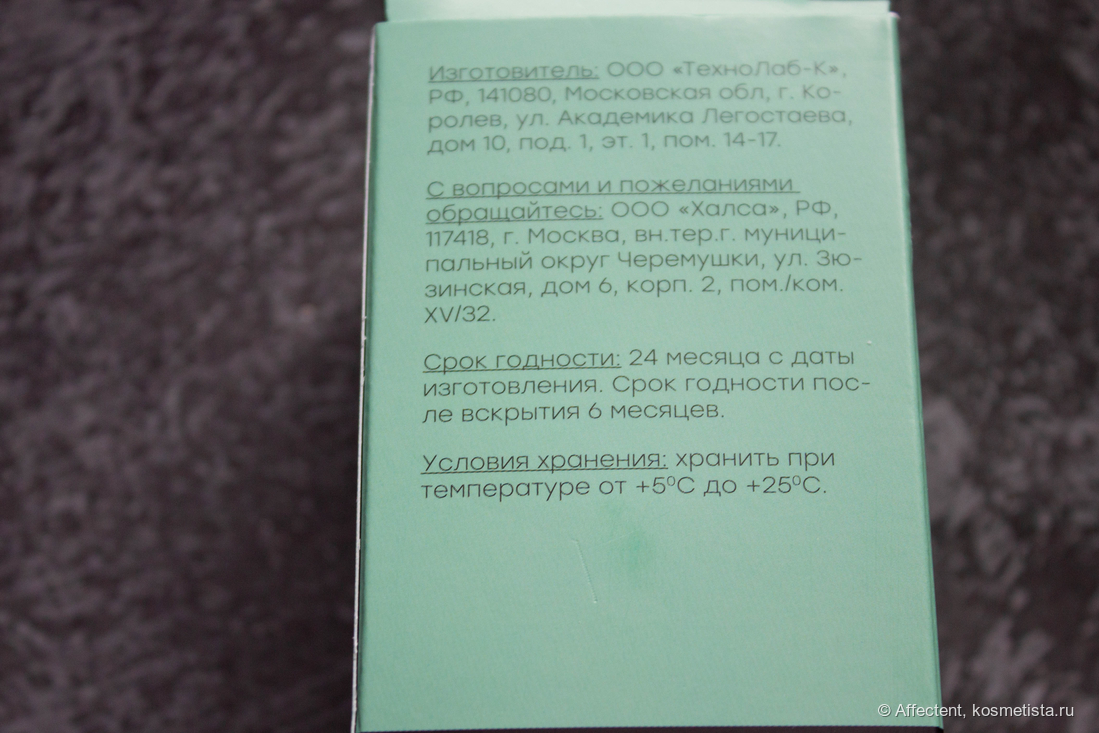 Изготовитель: ООО «ТехноЛаб-К»,
РФ, 141080, Московская обл, г. Ко-
ролев, ул. Академика Легостаева,
дом 10, под. 1, эт. 1, пом. 14-17.
С вопросами и пожеланиями
обращайтесь: ООО «Халса», РФ,
117418, г. Москва, вн.тер.г. муници-
пальный округ Черемушки, ул. Зю-
зинская, дом 6, корп. 2, пом./ком.
XV/32.
Срок годности: 24 месяца с даты
изготовления. Срок годности пос-
ле вскрытия 6 месяцев.
Условия хранения: хранить при
температуре от +5⁰С до +25⁰С.
© Affectent, kosmetista.ru